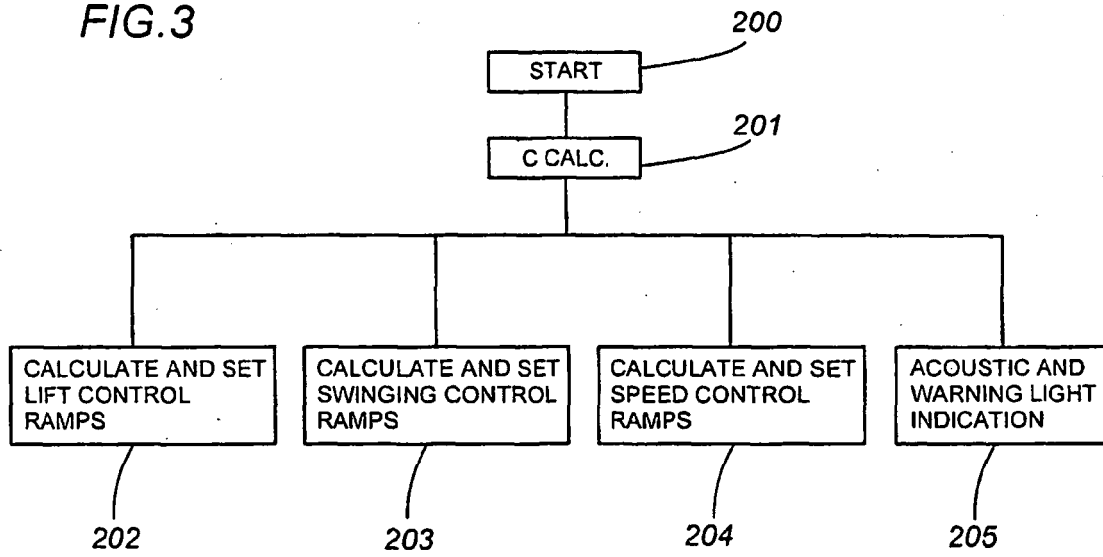 FIG.3
200
START
201
C CALC.
CALCULATE AND SET
LIFT CONTROL
RAMPS
CALCULATE AND SET
SWINGING CONTROL
RAMPS
CALCULATE AND SET
SPEED CONTROL
RAMPS
ACOUSTIC AND
WARNING LIGHT
INDICATION
202
203
204
205